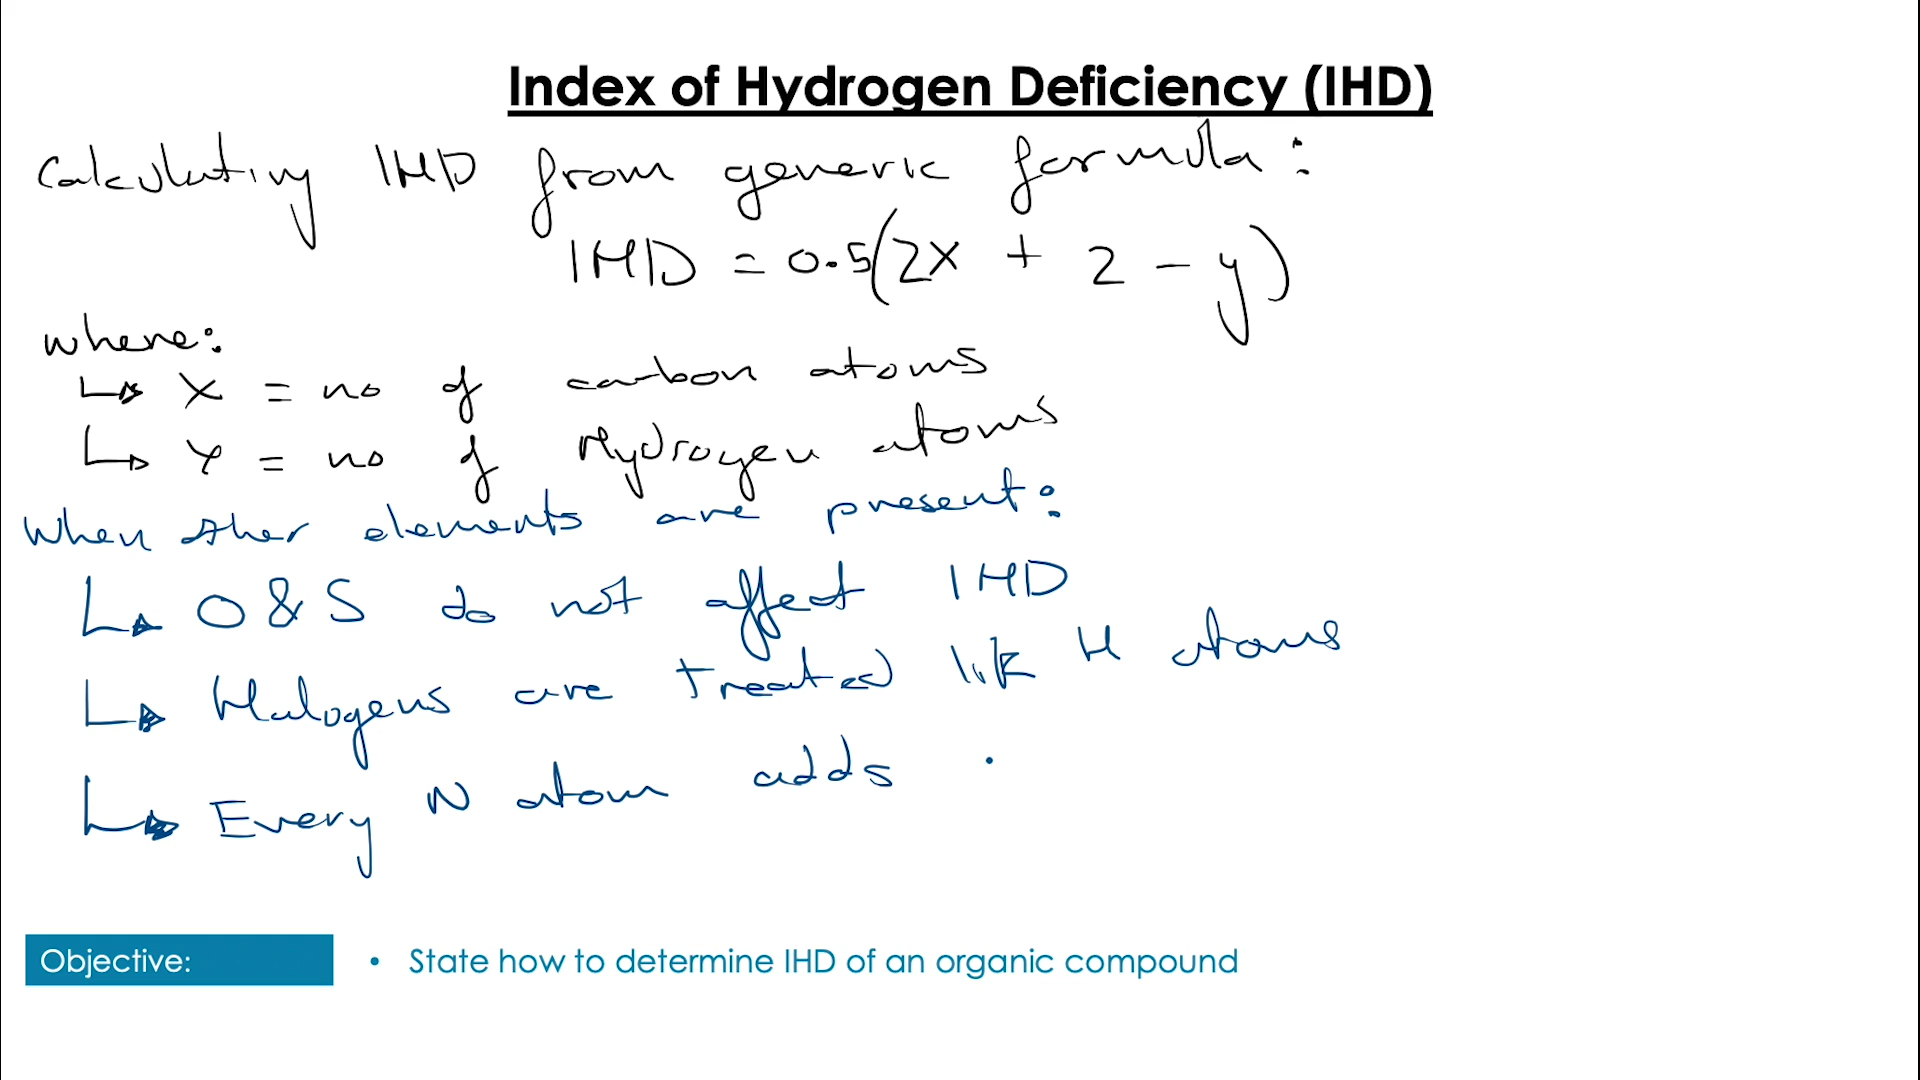 Index of Hydrogen Deficiency (IHD)
Calculating IHD from generic formula:
IHD = 0.5(2x + 2 - y)
where:
↳ X = no of carbon atoms
↳ Y = no of Hydrogen atoms
When other elements are present:
↳ O & S do not affect IHD
↳ Halogens are treated like H atoms
↳ Every N atom adds
Objective:
• State how to determine IHD of an organic compound